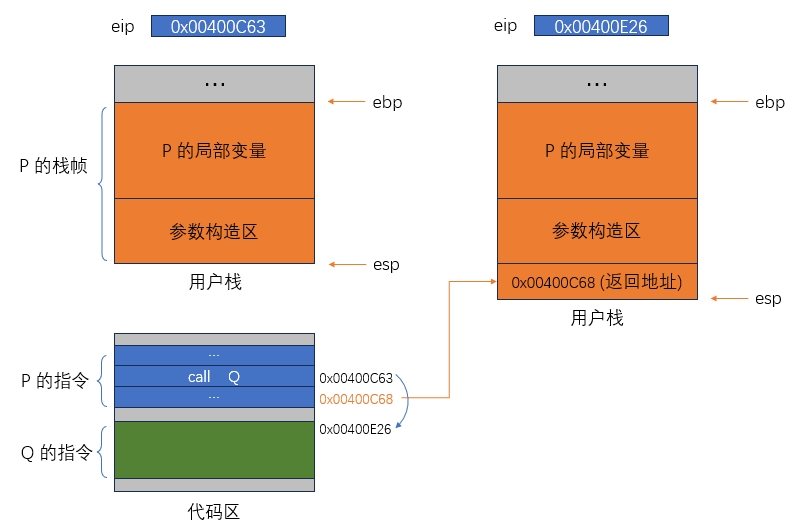 eip 0x00400C63
...
ebp
P 的局部变量
P 的栈帧
参数构造区
esp
用户栈
eip 0x00400E26
...
ebp
P 的局部变量
参数构造区
0x00400C68 (返回地址)
esp
用户栈
...
P 的指令
call Q
0x00400C63
...
0x00400C68
0x00400E26
Q 的指令
代码区